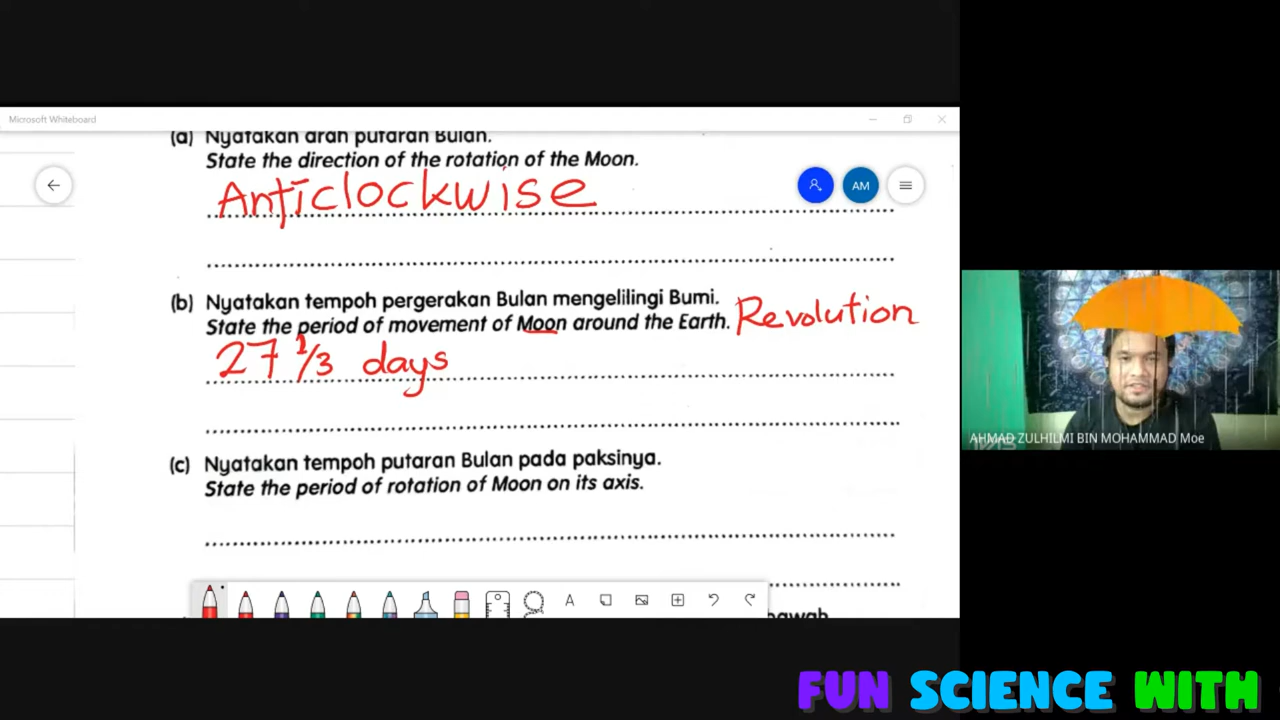 Microsoft Whiteboard
(a) Nyatakan arah putaran Bulan.
State the direction of the rotation of the Moon.
Anticlockwise
AM
(b) Nyatakan tempoh pergerakan Bulan mengelilingi Bumi.
State the period of movement of Moon around the Earth. Revolution
27 1/3 days
(c) Nyatakan tempoh putaran Bulan pada paksinya.
State the period of rotation of Moon on its axis.
AHMAD ZULHILMI BIN MOHAMMAD Moe
FUN SCIENCE WITH